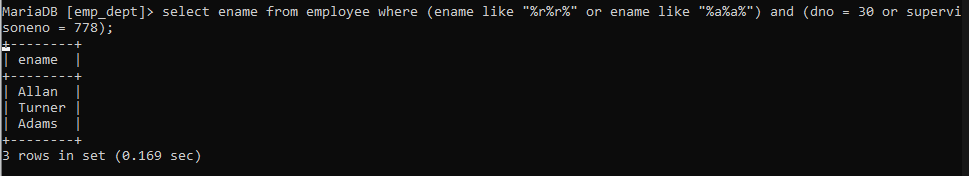 MariaDB [emp_dept]> select ename from employee where (ename like "%r%r%" or ename like "%a%a%") and (dno = 30 or supervi
soneno = 778);
+--------+
| ename  |
+--------+
| Allan  |
| Turner |
| Adams  |
+--------+
3 rows in set (0.169 sec)